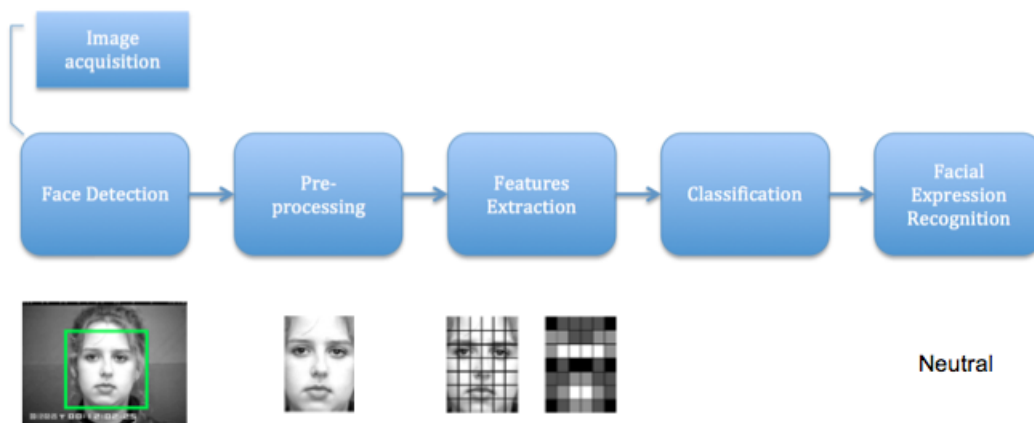 Image
acquisition
Face Detection
Pre-
processing
Features
Extraction
Classification
Facial
Expression
Recognition
Neutral